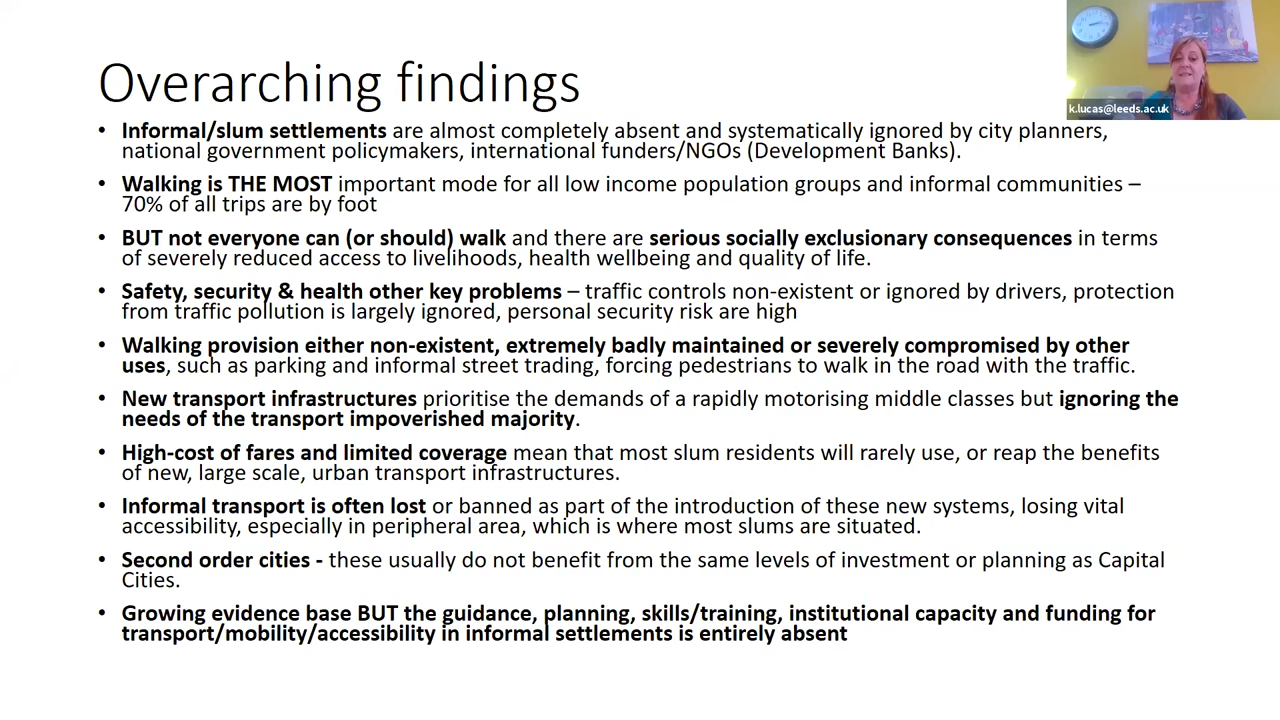 Overarching findings
k.lucas@leeds.ac.uk
• Informal/slum settlements are almost completely absent and systematically ignored by city planners,
national government policymakers, international funders/NGOs (Development Banks).
• Walking is THE MOST important mode for all low income population groups and informal communities –
70% of all trips are by foot
• BUT not everyone can (or should) walk and there are serious socially exclusionary consequences in terms
of severely reduced access to livelihoods, health wellbeing and quality of life.
• Safety, security & health other key problems – traffic controls non-existent or ignored by drivers, protection
from traffic pollution is largely ignored, personal security risk are high
• Walking provision either non-existent, extremely badly maintained or severely compromised by other
uses, such as parking and informal street trading, forcing pedestrians to walk in the road with the traffic.
• New transport infrastructures prioritise the demands of a rapidly motorising middle classes but ignoring the
needs of the transport impoverished majority.
• High-cost of fares and limited coverage mean that most slum residents will rarely use, or reap the benefits
of new, large scale, urban transport infrastructures.
• Informal transport is often lost or banned as part of the introduction of these new systems, losing vital
accessibility, especially in peripheral area, which is where most slums are situated.
• Second order cities - these usually do not benefit from the same levels of investment or planning as Capital
Cities.
• Growing evidence base BUT the guidance, planning, skills/training, institutional capacity and funding for
transport/mobility/accessibility in informal settlements is entirely absent